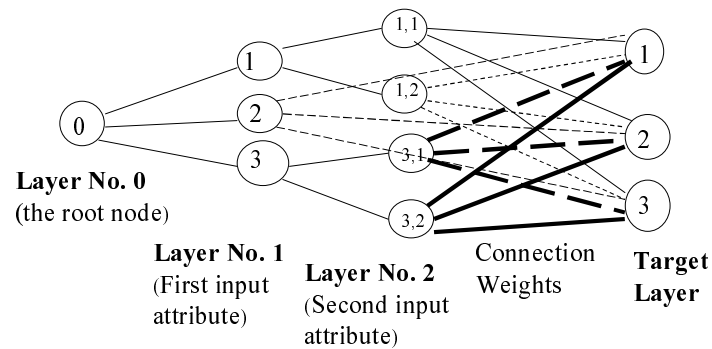 0
Layer No. 0
(the root node)
1
2
3
Layer No. 1
(First input
attribute)
1,1
1,2
3,1
3,2
Layer No. 2
(Second input
attribute)
Connection
Weights
1
2
3
Target
Layer